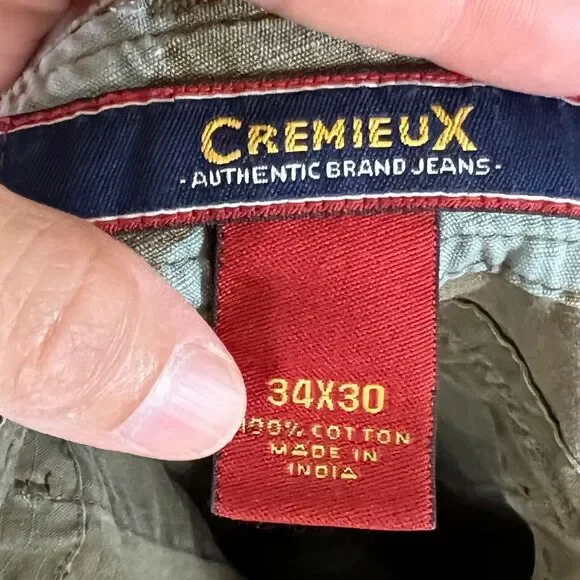 CREMIEUX
- AUTHENTIC BRAND JEANS -
34X30
100% COTTON
MADE IN
INDIA